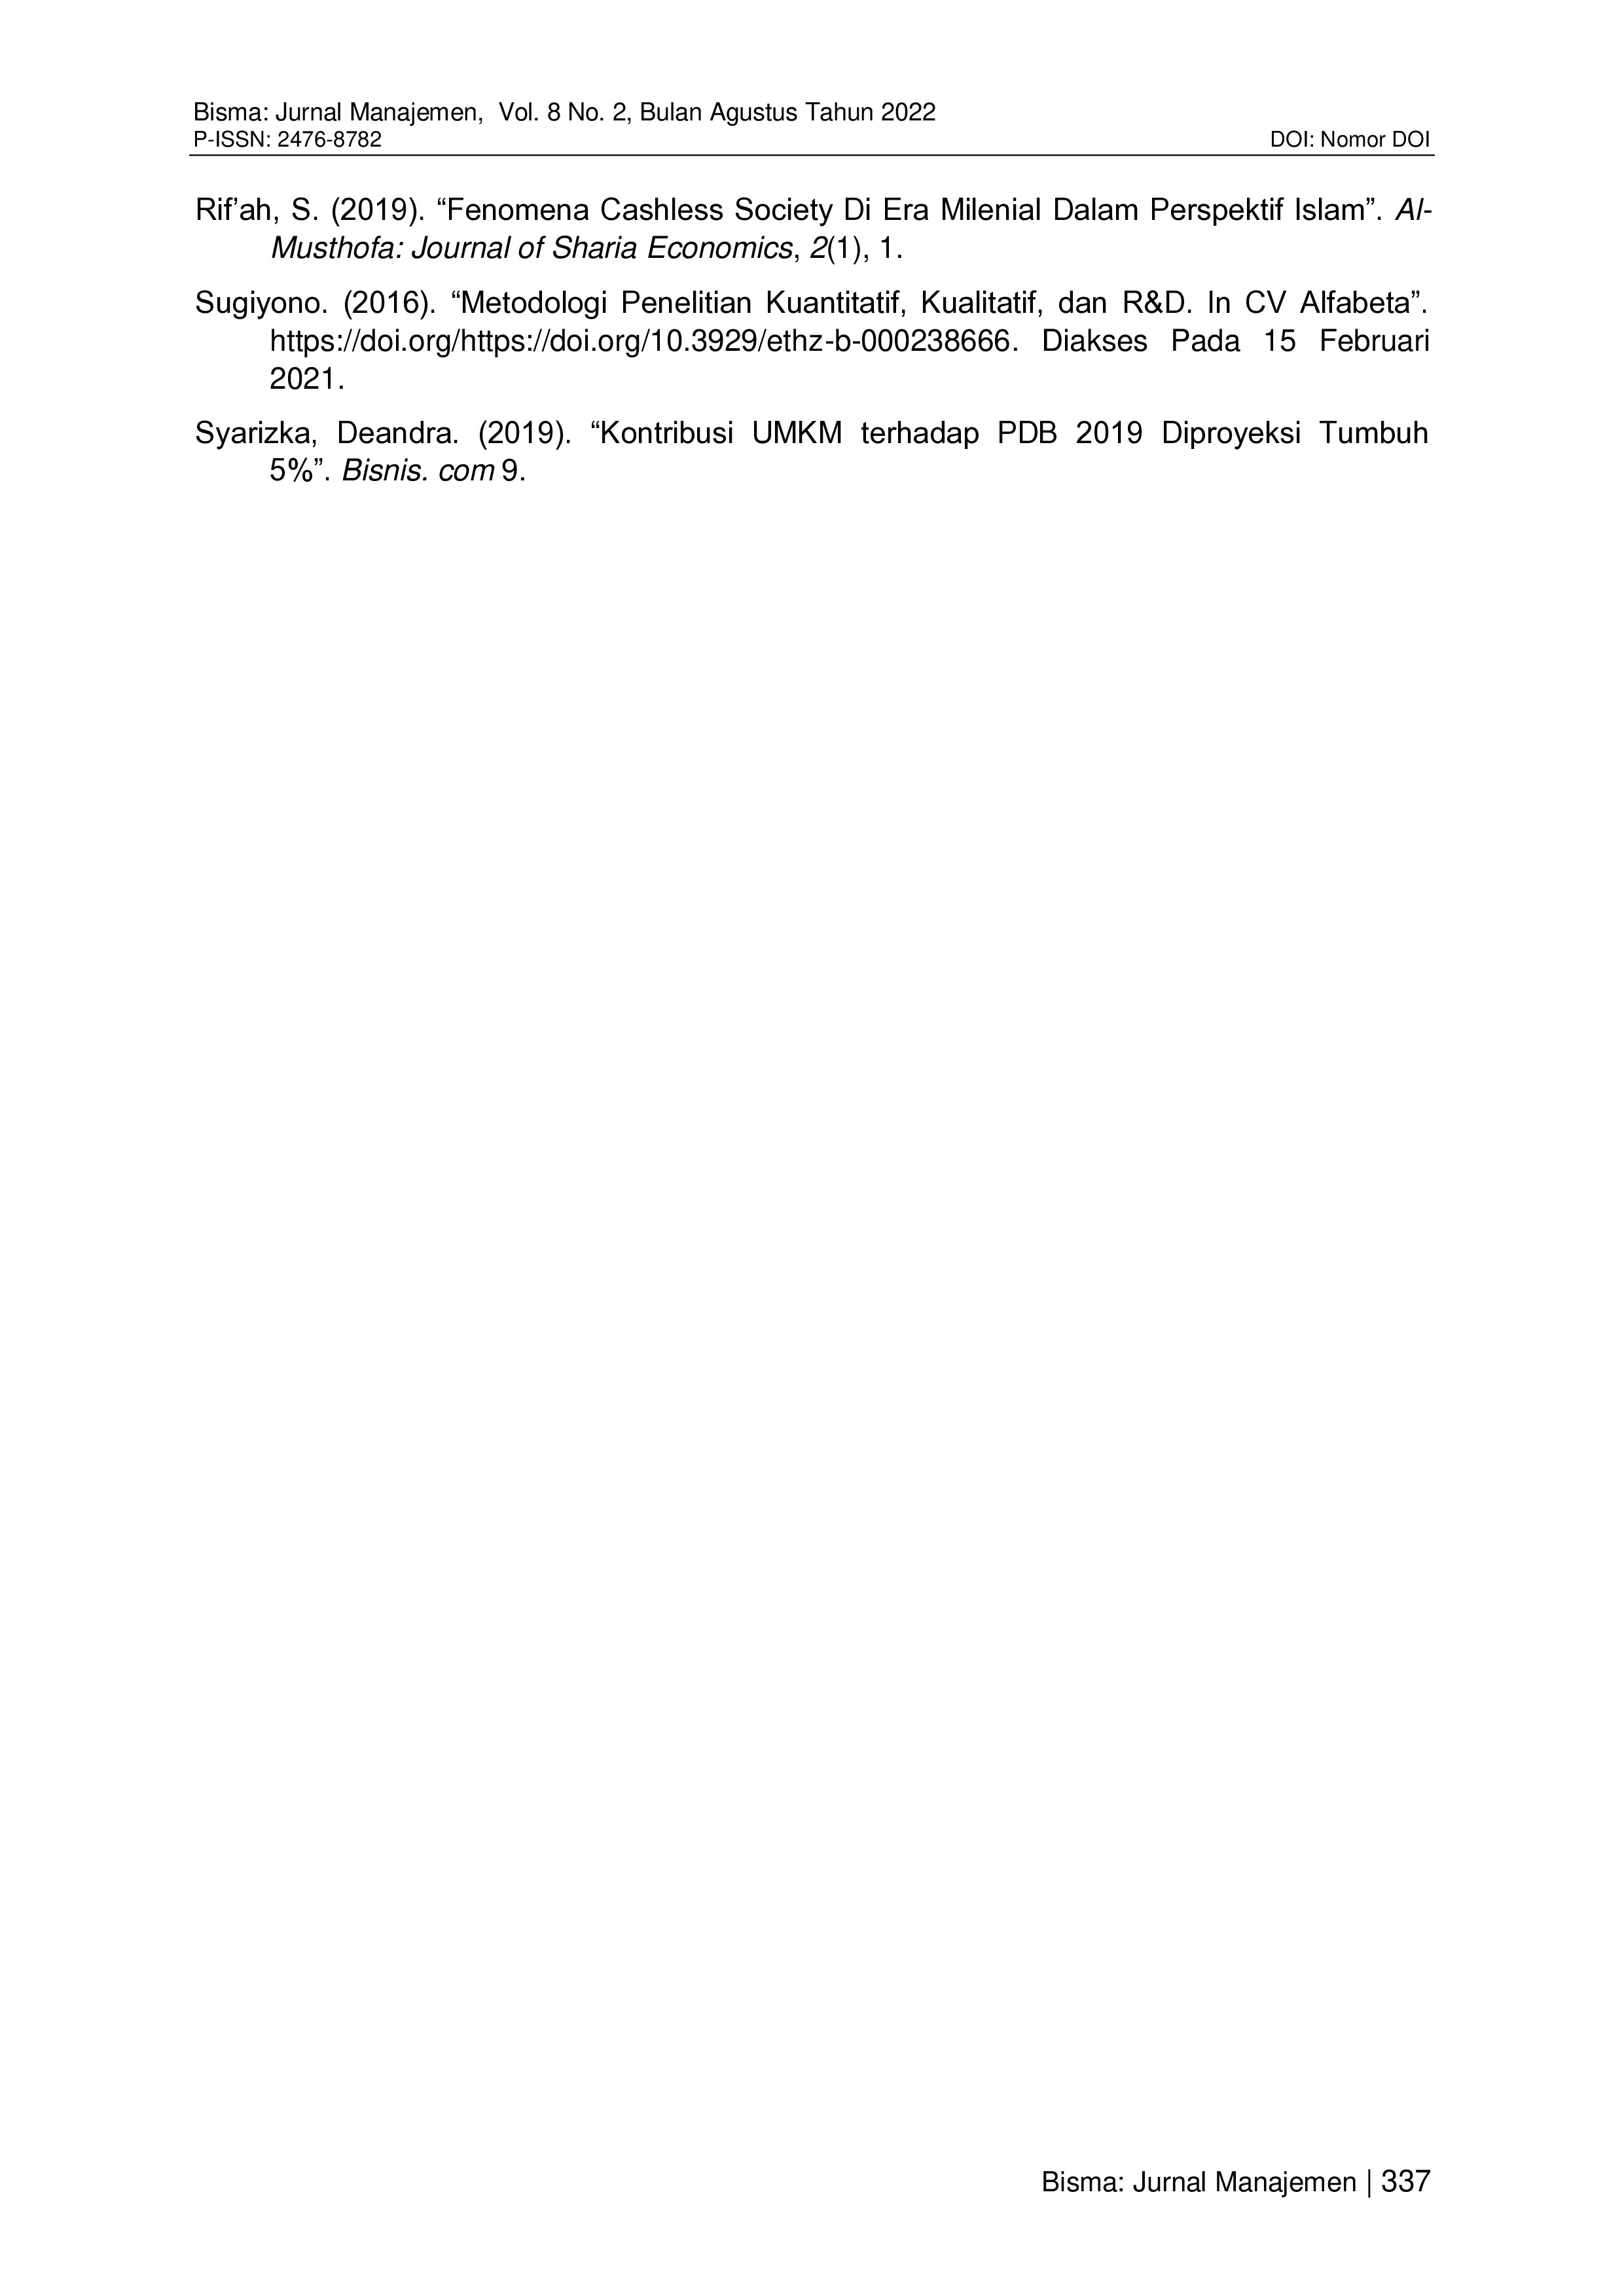 Bisma: Jurnal Manajemen, Vol. 8 No. 2, Bulan Agustus Tahun 2022
P-ISSN: 2476-8782 DOI: Nomor DOI
Rif’ah, S. (2019). “Fenomena Cashless Society Di Era Milenial Dalam Perspektif Islam”. Al-
Musthofa: Journal of Sharia Economics, 2(1), 1.
Sugiyono. (2016). “Metodologi Penelitian Kuantitatif, Kualitatif, dan R&D. In CV Alfabeta”.
https://doi.org/https://doi.org/10.3929/ethz-b-000238666. Diakses Pada 15 Februari
2021.
Syarizka, Deandra. (2019). “Kontribusi UMKM terhadap PDB 2019 Diproyeksi Tumbuh
5%”. Bisnis. com 9.
Bisma: Jurnal Manajemen | 337